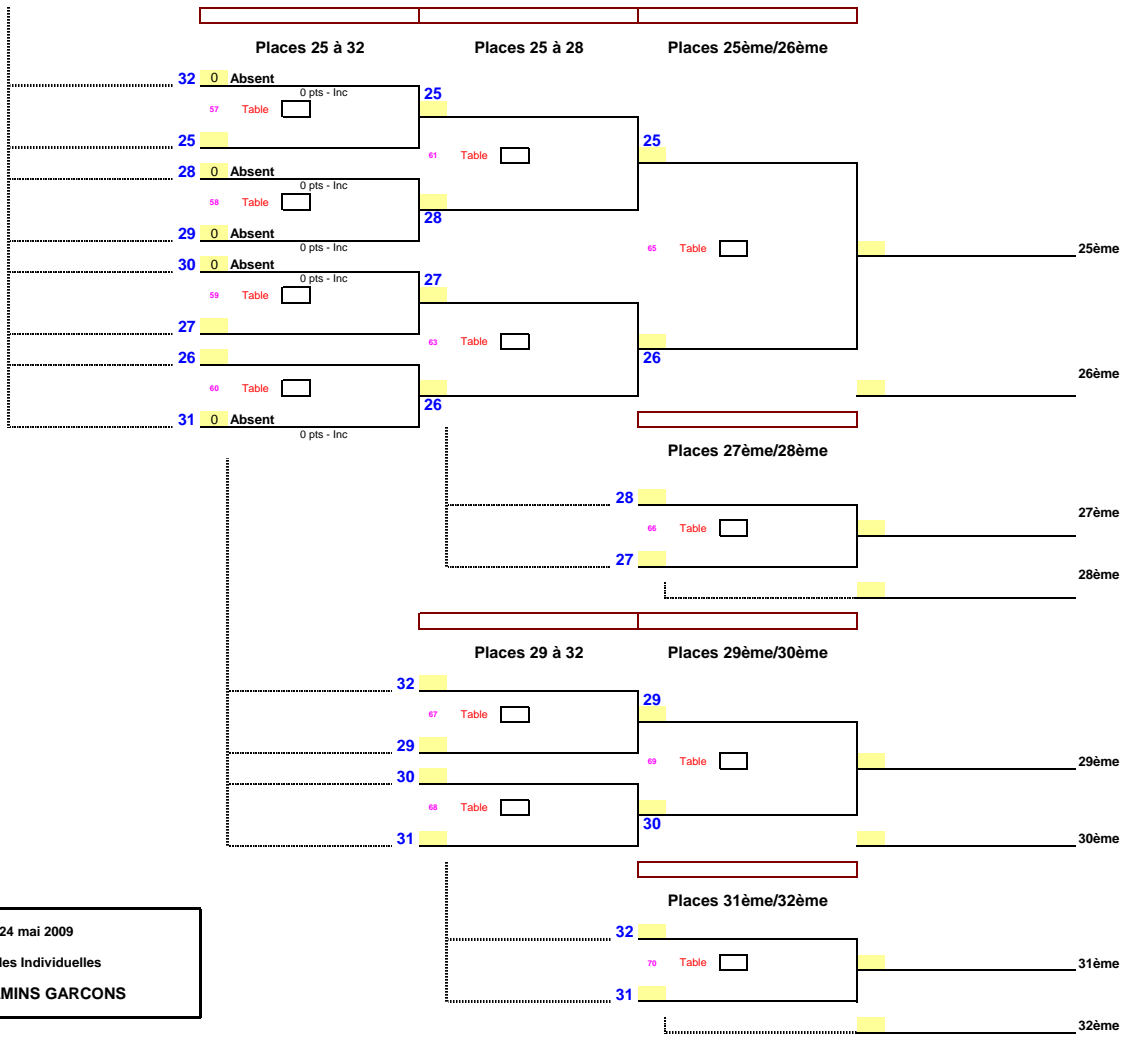 Places 25 à 32 Places 25 à 28 Places 25ème/26ème
32 0 Absent
0 pts - Inc
25
57 Table
25
25
61 Table
28 0 Absent
0 pts - Inc
58 Table
28
29 0 Absent
0 pts - Inc
65 Table
25ème
30 0 Absent
0 pts - Inc
27
59 Table
27
63 Table
26
26
26ème
60 Table
26
31 0 Absent
0 pts - Inc
Places 27ème/28ème
28
27ème
66 Table
27
28ème
Places 29 à 32 Places 29ème/30ème
32
29
67 Table
29
69 Table
29ème
30
68 Table
30
31
30ème
Places 31ème/32ème
32
70 Table
31ème
31
32ème
24 mai 2009
les Individuelles
MINS GARCONS